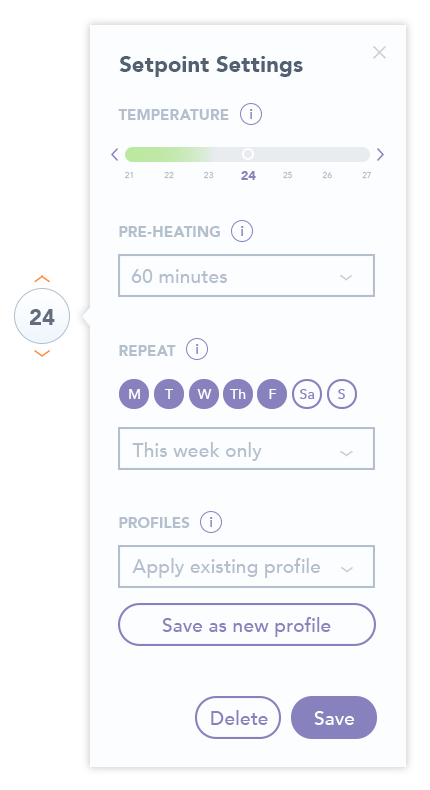 Setpoint Settings
TEMPERATURE i
21 22 23 24 25 26 27
PRE-HEATING i
60 minutes
24
REPEAT i
M T W Th F Sa S
This week only
PROFILES i
Apply existing profile
Save as new profile
Delete Save